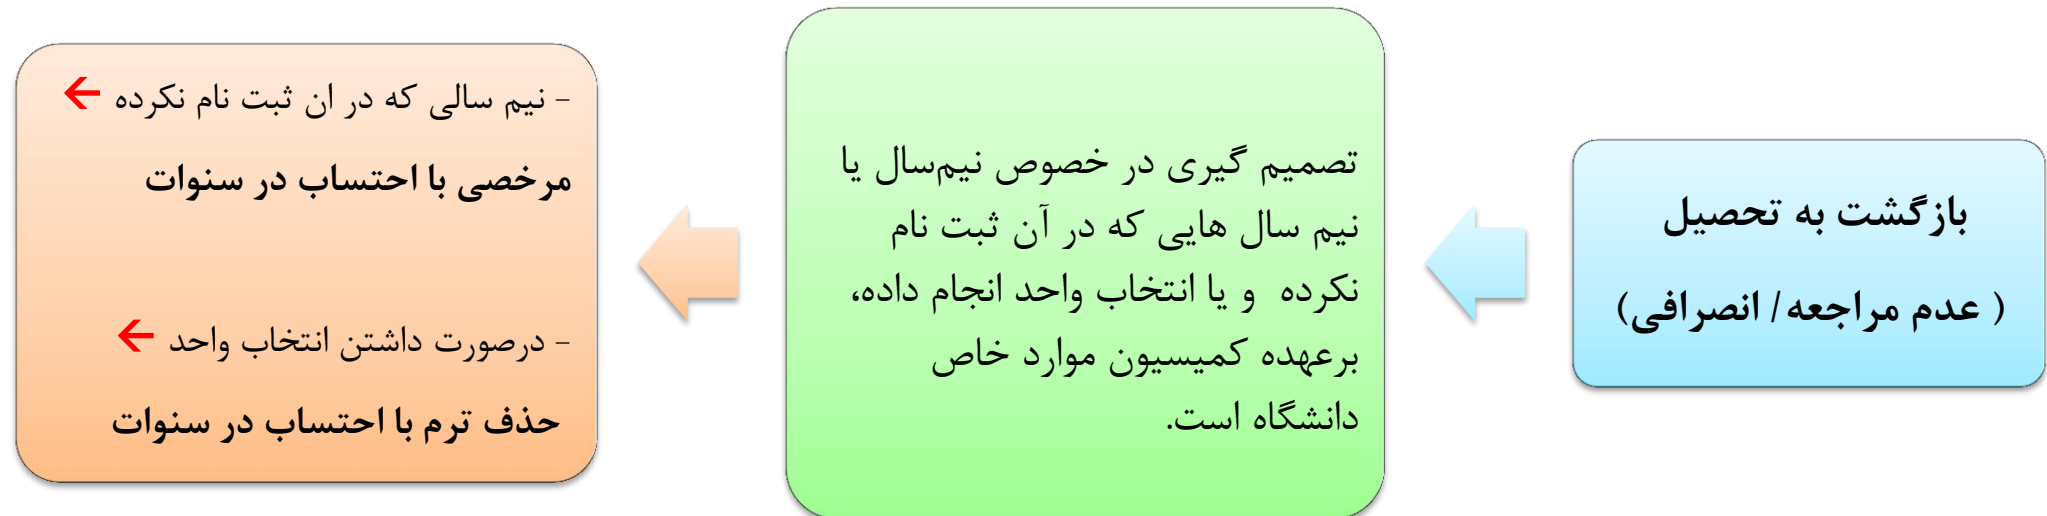 بازگشت به تحصیل
( عدم مراجعه/ انصرافی)
تصمیم گیری در خصوص نیم‌سال یا
نیم سال هایی که در آن ثبت نام
نکرده و یا انتخاب واحد انجام داده،
برعهده کمیسیون موارد خاص
دانشگاه است.
- نیم سالی که در ان ثبت نام نکرده ←
مرخصی با احتساب در سنوات
- درصورت داشتن انتخاب واحد ←
حذف ترم با احتساب در سنوات